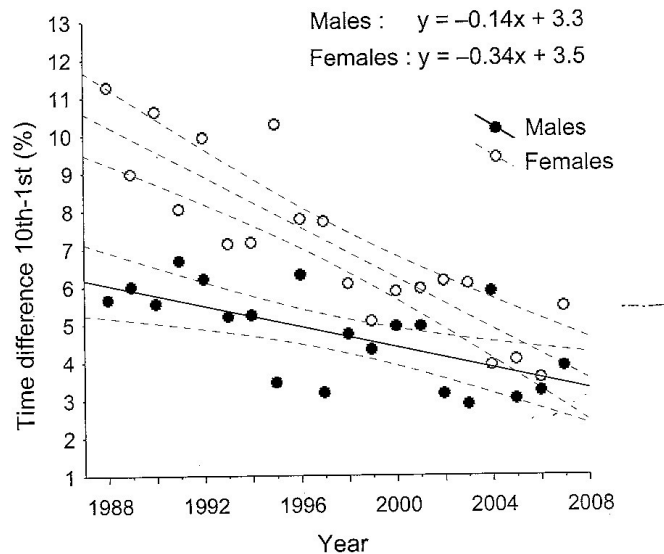 Males : y = –0.14x + 3.3
Females : y = –0.34x + 3.5
Males
Females
Time difference 10th-1st (%)
13
12
11
10
9
8
7
6
5
4
3
2
1
1988 1992 1996 2000 2004 2008
Year